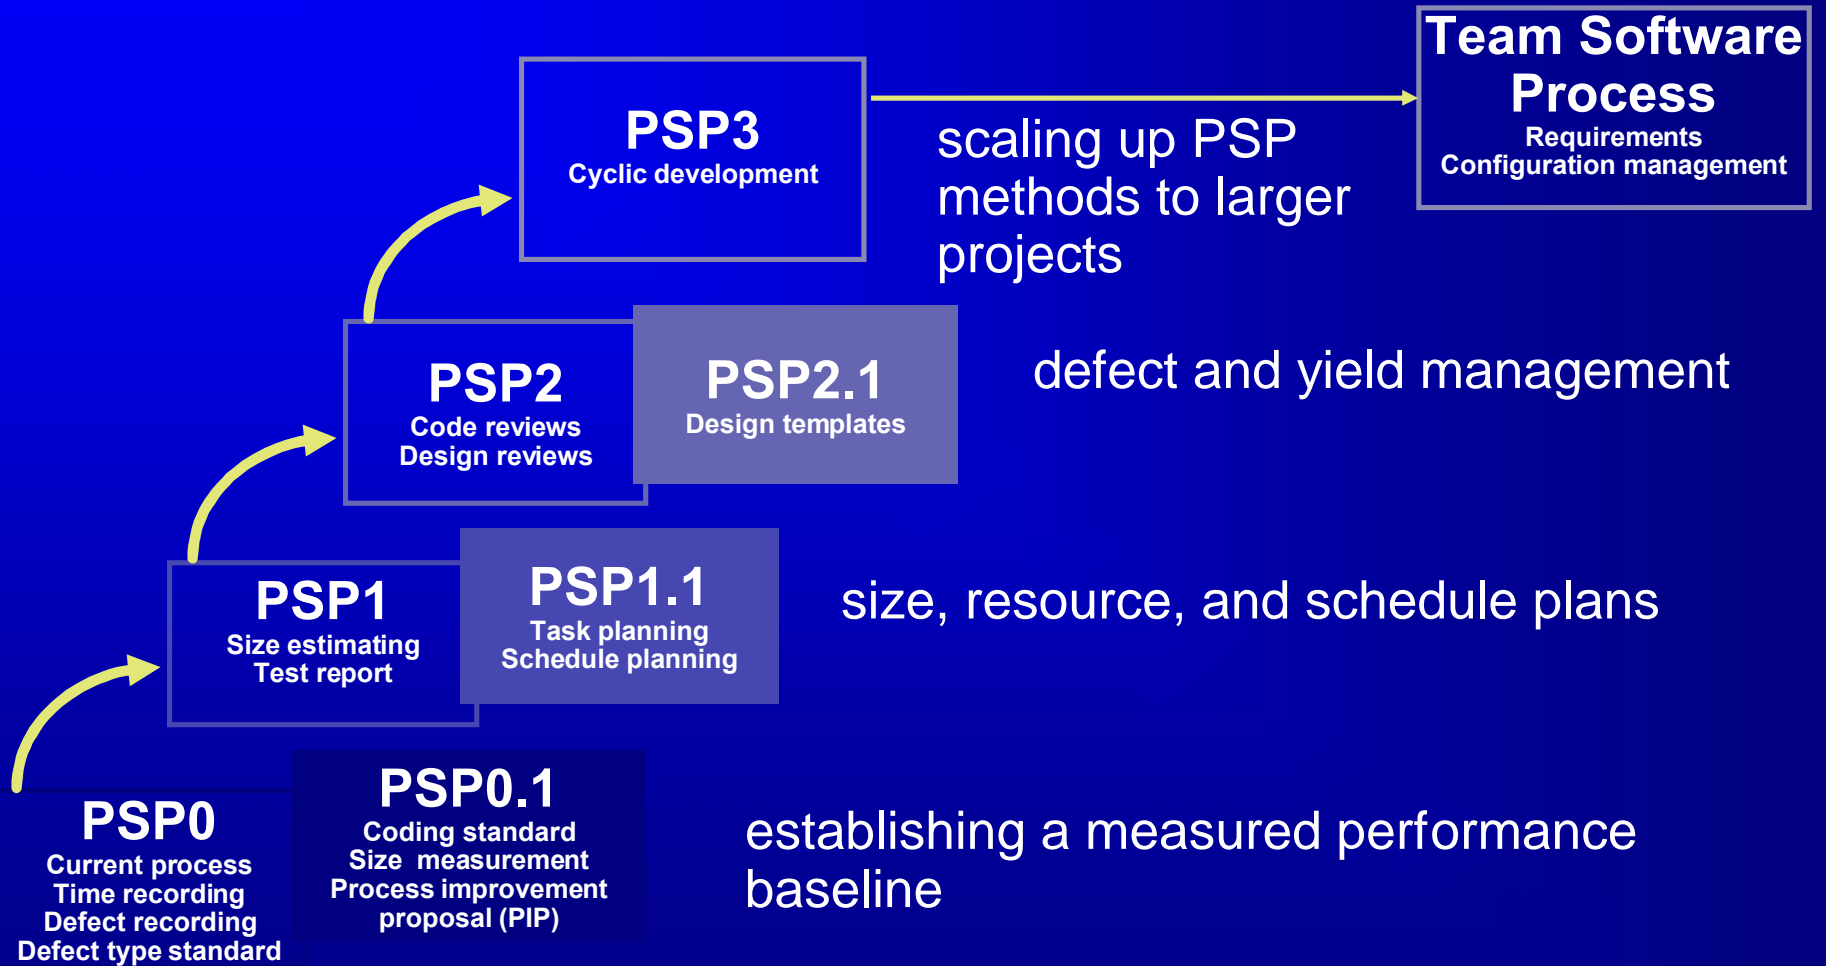 Team Software
Process
Requirements
Configuration management
PSP3
Cyclic development
scaling up PSP
methods to larger
projects
PSP2
Code reviews
Design reviews
PSP2.1
Design templates
defect and yield management
PSP1
Size estimating
Test report
PSP1.1
Task planning
Schedule planning
size, resource, and schedule plans
PSP0
Current process
Time recording
Defect recording
Defect type standard
PSP0.1
Coding standard
Size measurement
Process improvement
proposal (PIP)
establishing a measured performance
baseline